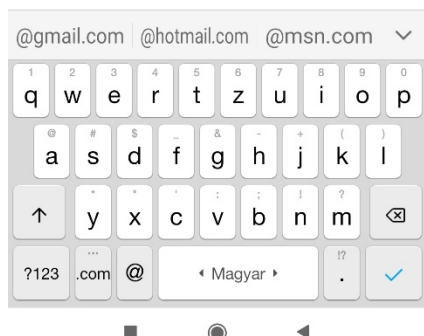 @gmail.com @hotmail.com @msn.com
1 2 3 4 5 6 7 8 9 0
q w e r t z u i o p
@ # $ _ & - + ( )
a s d f g h j k l
* " ' : ; ! ?
y x c v b n m
... !?
?123 .com @ Magyar .